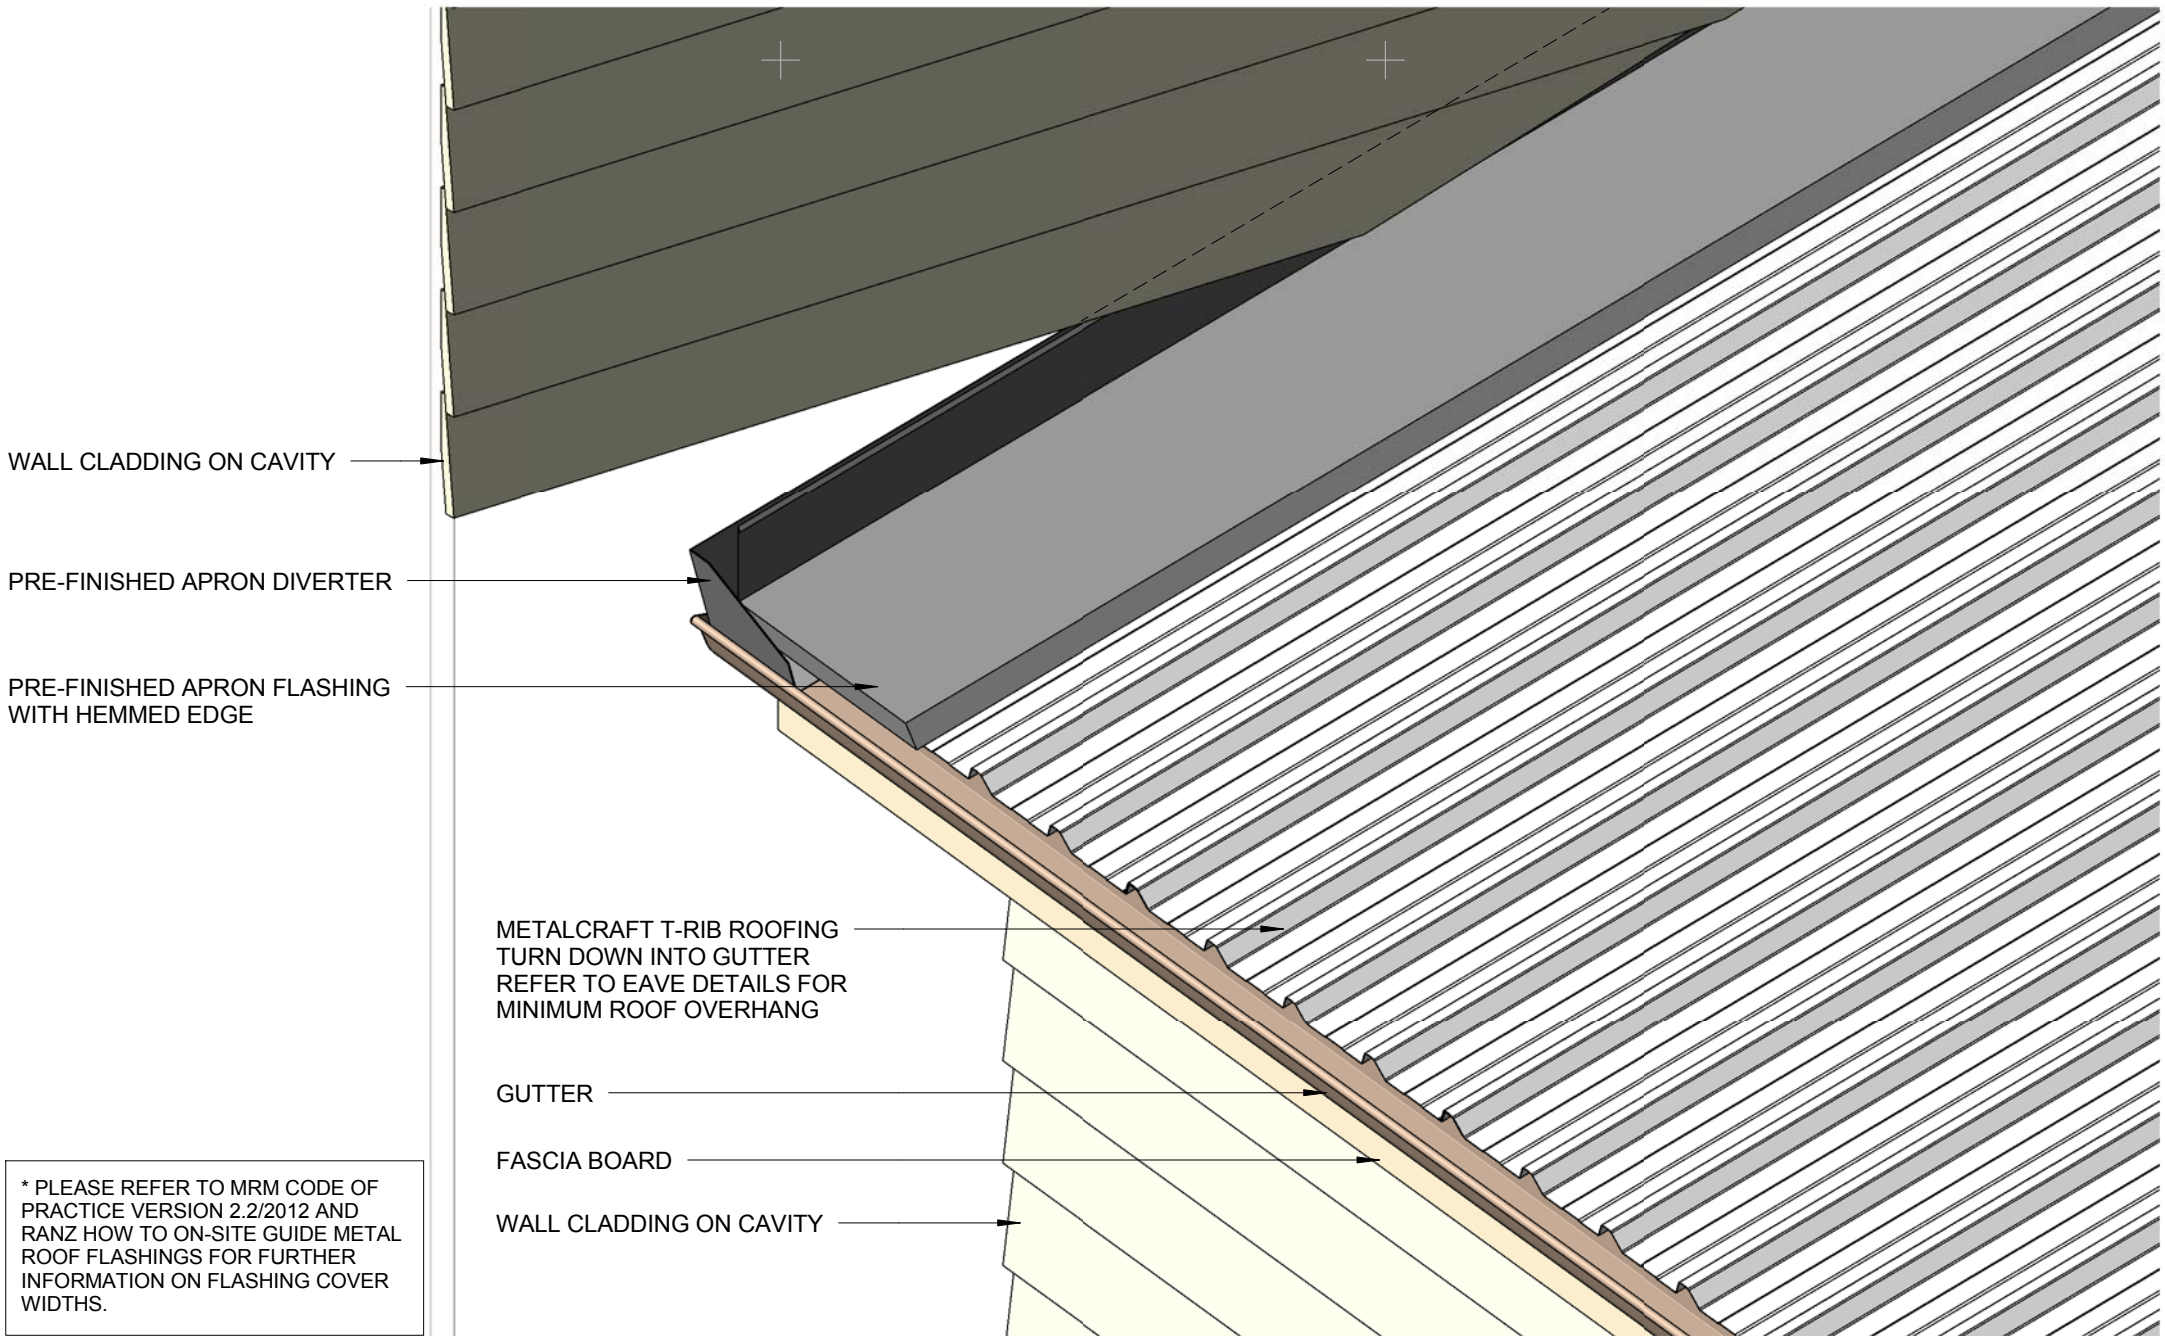 WALL CLADDING ON CAVITY
PRE-FINISHED APRON DIVERTER
PRE-FINISHED APRON FLASHING
WITH HEMMED EDGE
METALCRAFT T-RIB ROOFING
TURN DOWN INTO GUTTER
REFER TO EAVE DETAILS FOR
MINIMUM ROOF OVERHANG
GUTTER
FASCIA BOARD
WALL CLADDING ON CAVITY
* PLEASE REFER TO MRM CODE OF
PRACTICE VERSION 2.2/2012 AND
RANZ HOW TO ON-SITE GUIDE METAL
ROOF FLASHINGS FOR FURTHER
INFORMATION ON FLASHING COVER
WIDTHS.